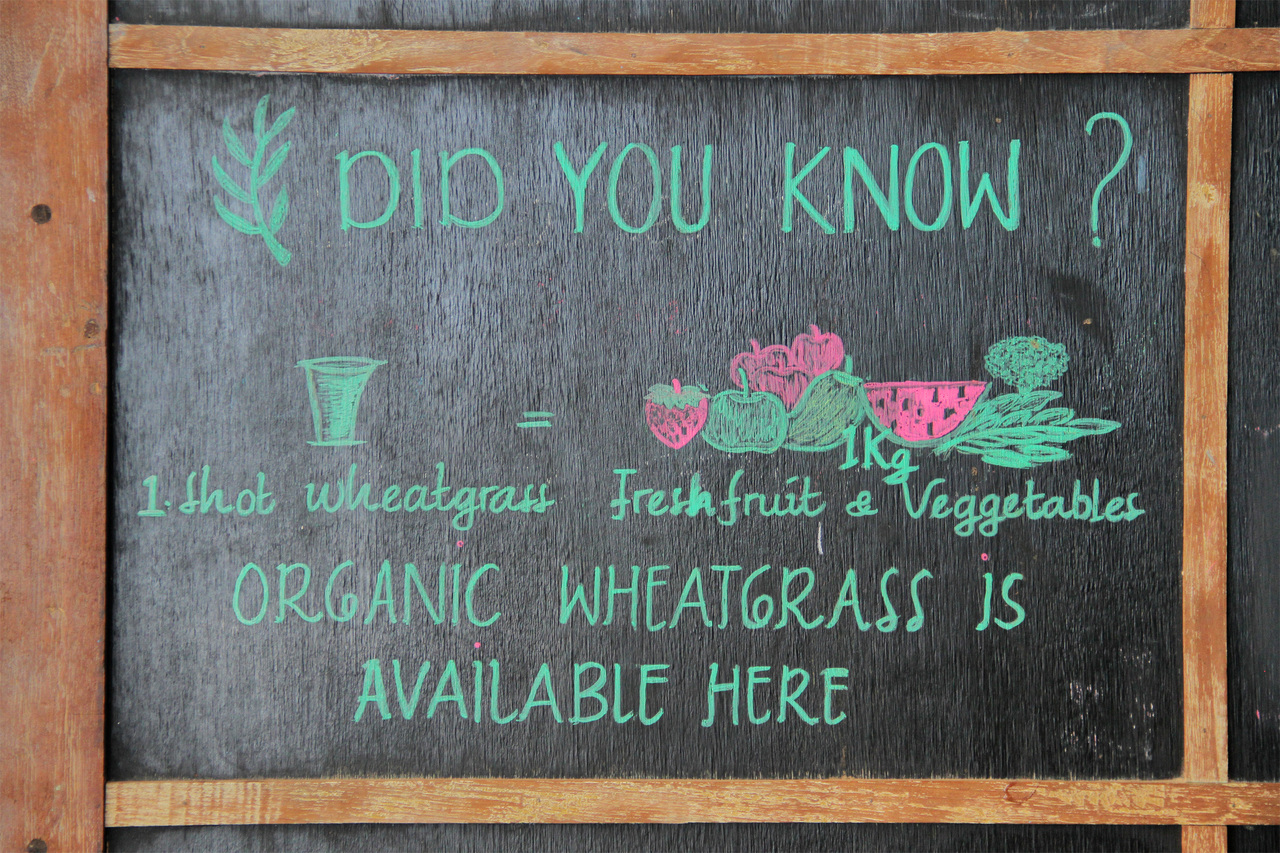 DID YOU KNOW ?
=
1Kg
1. Shot wheatgrass Fresh fruit & Veggetables
ORGANIC WHEATGRASS iS
AVAiLABLE HERE